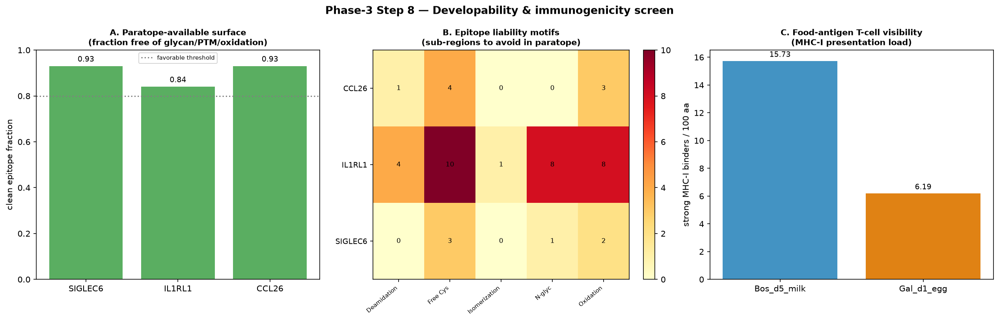 Phase-3 Step 8 — Developability & immunogenicity screen
A. Paratope-available surface
(fraction free of glycan/PTM/oxidation)
clean epitope fraction
1.0
0.8
0.6
0.4
0.2
0.0
favorable threshold
0.93
0.84
0.93
SIGLEC6
IL1RL1
CCL26
B. Epitope liability motifs
(sub-regions to avoid in paratope)
CCL26
1
4
0
0
3
IL1RL1
4
10
1
8
8
SIGLEC6
0
3
0
1
2
Deamidation
Free Cys
Isomerization
N-glyc
Oxidation
10
8
6
4
2
0
C. Food-antigen T-cell visibility
(MHC-I presentation load)
strong MHC-I binders / 100 aa
16
14
12
10
8
6
4
2
0
15.73
6.19
Bos_d5_milk
Gal_d1_egg